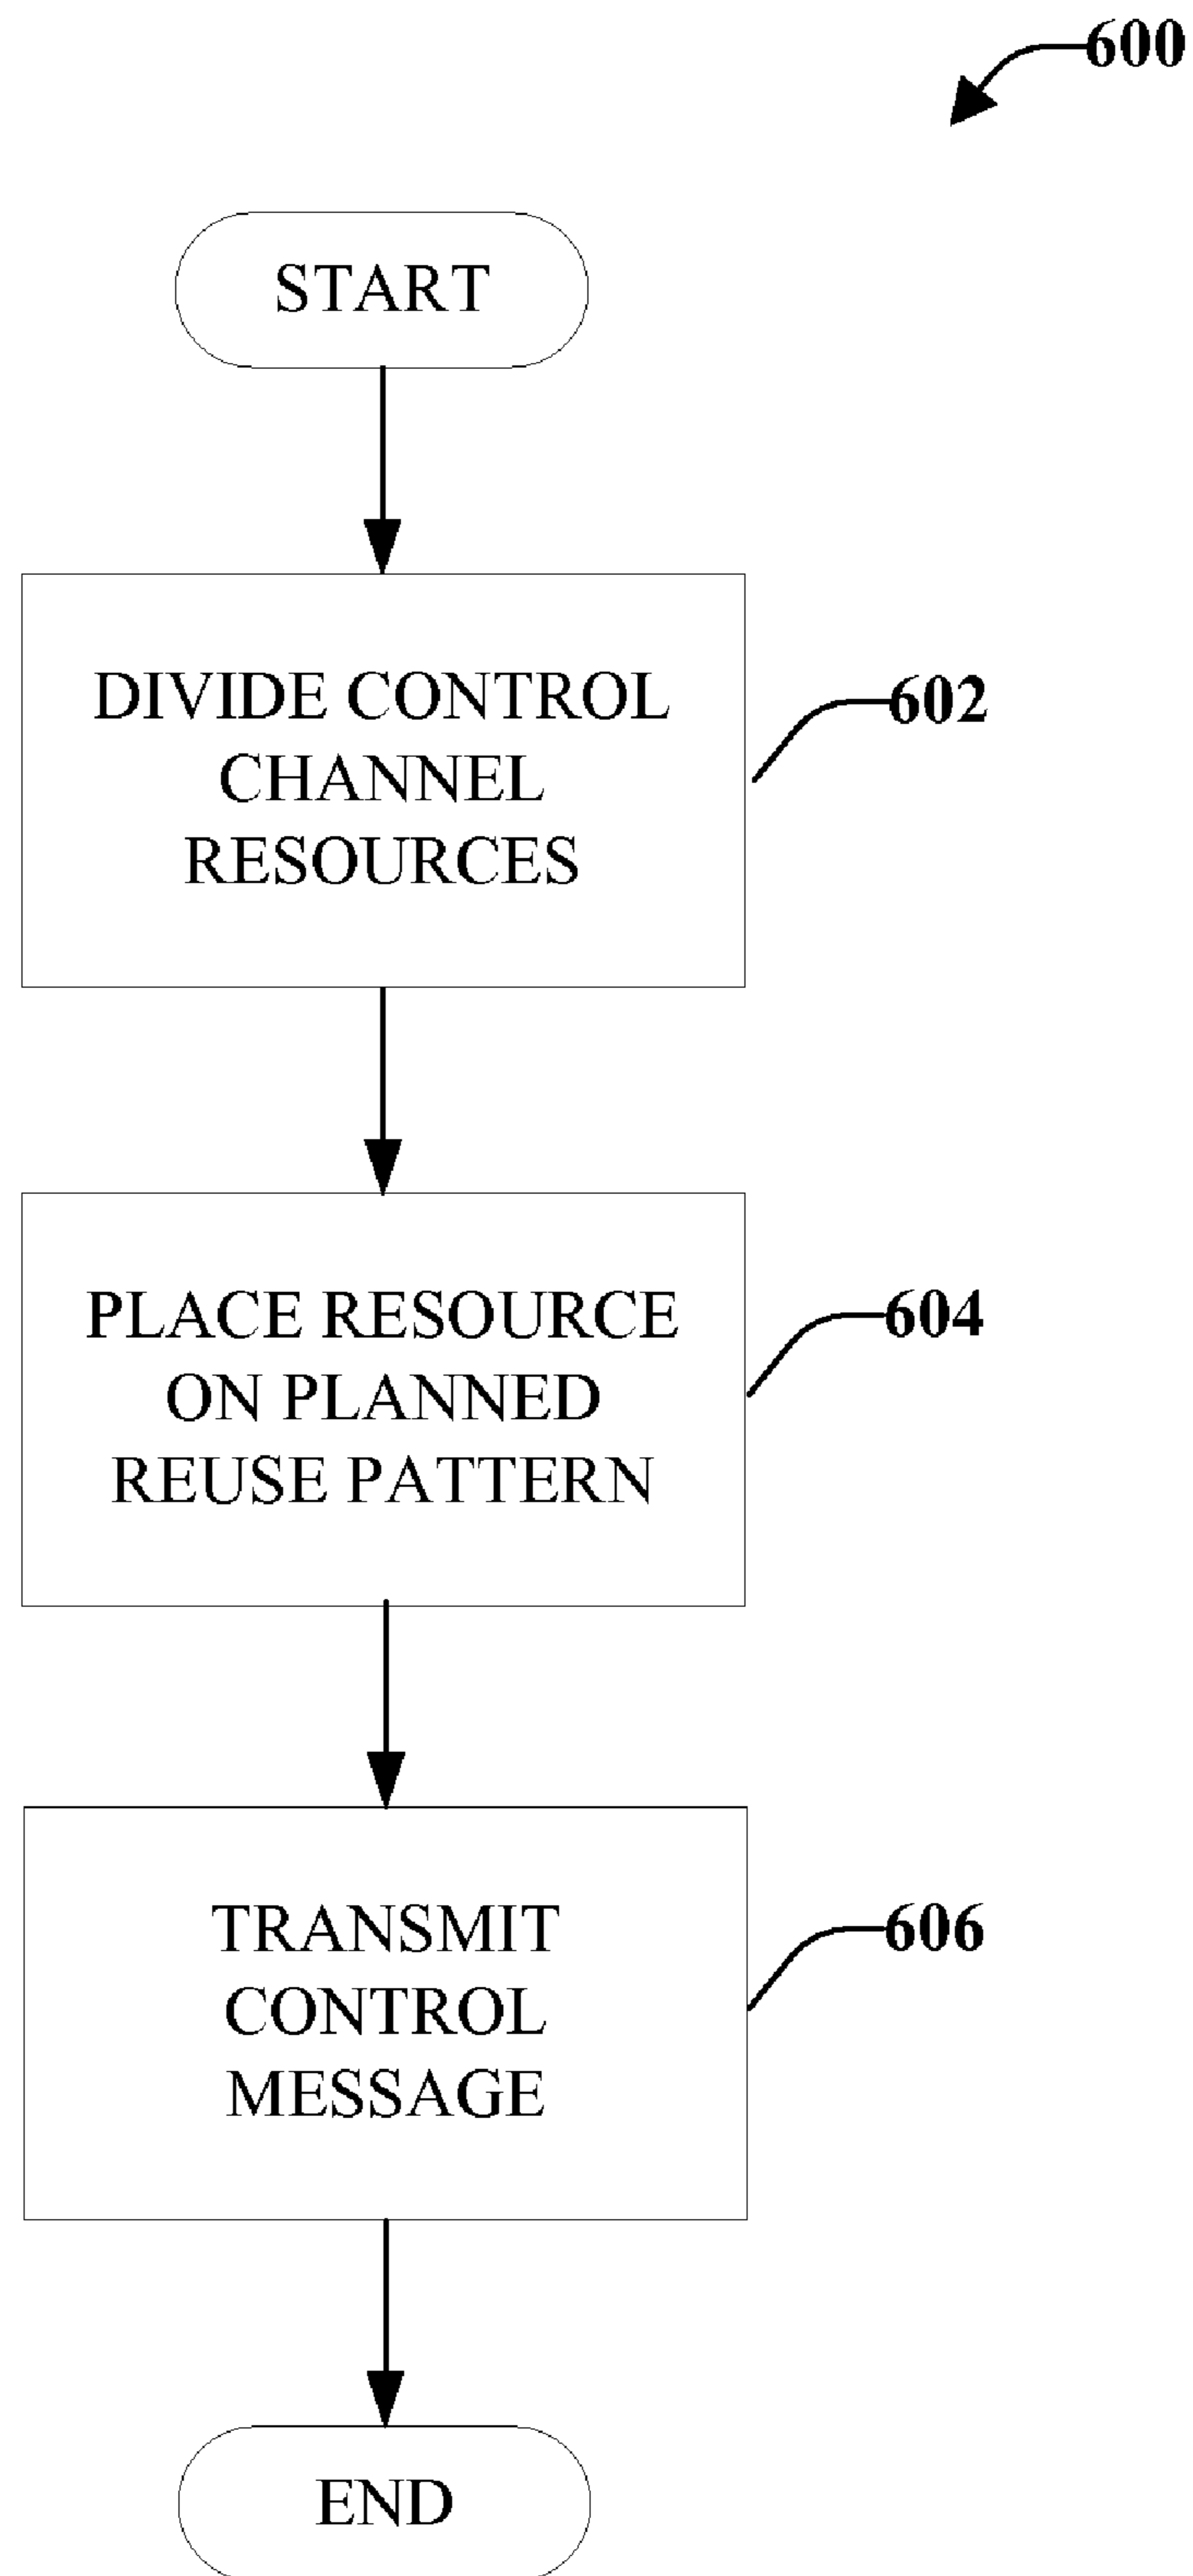 600
START
DIVIDE CONTROL
CHANNEL
RESOURCES
602
PLACE RESOURCE
ON PLANNED
REUSE PATTERN
604
TRANSMIT
CONTROL
MESSAGE
606
END